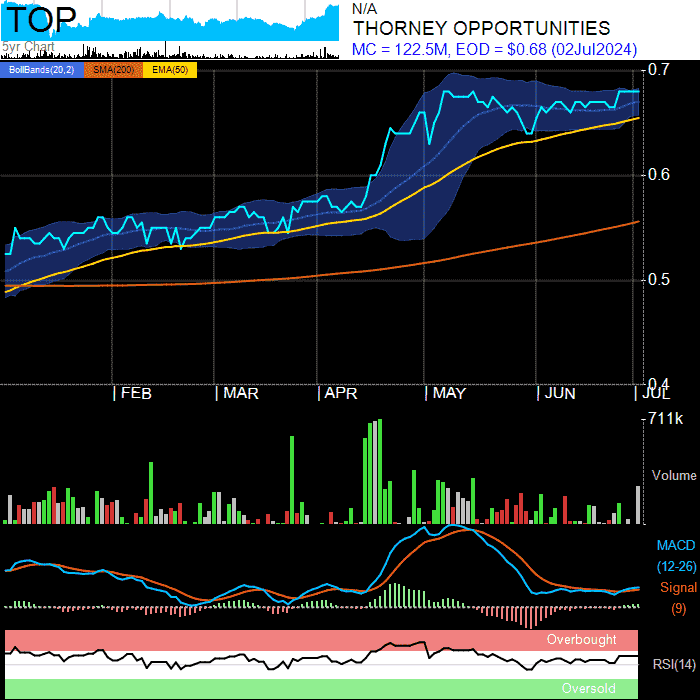 TOP
5yr Chart
N/A
THORNEY OPPORTUNITIES
MC = 122.5M, EOD = $0.68 (02Jul2024)
BollBands(20,2) SMA(200) EMA(50)
0.7
0.6
0.5
0.4
FEB MAR APR MAY JUN JUL
711k
Volume
MACD
(12-26)
Signal
(9)
Overbought
RSI(14)
Oversold